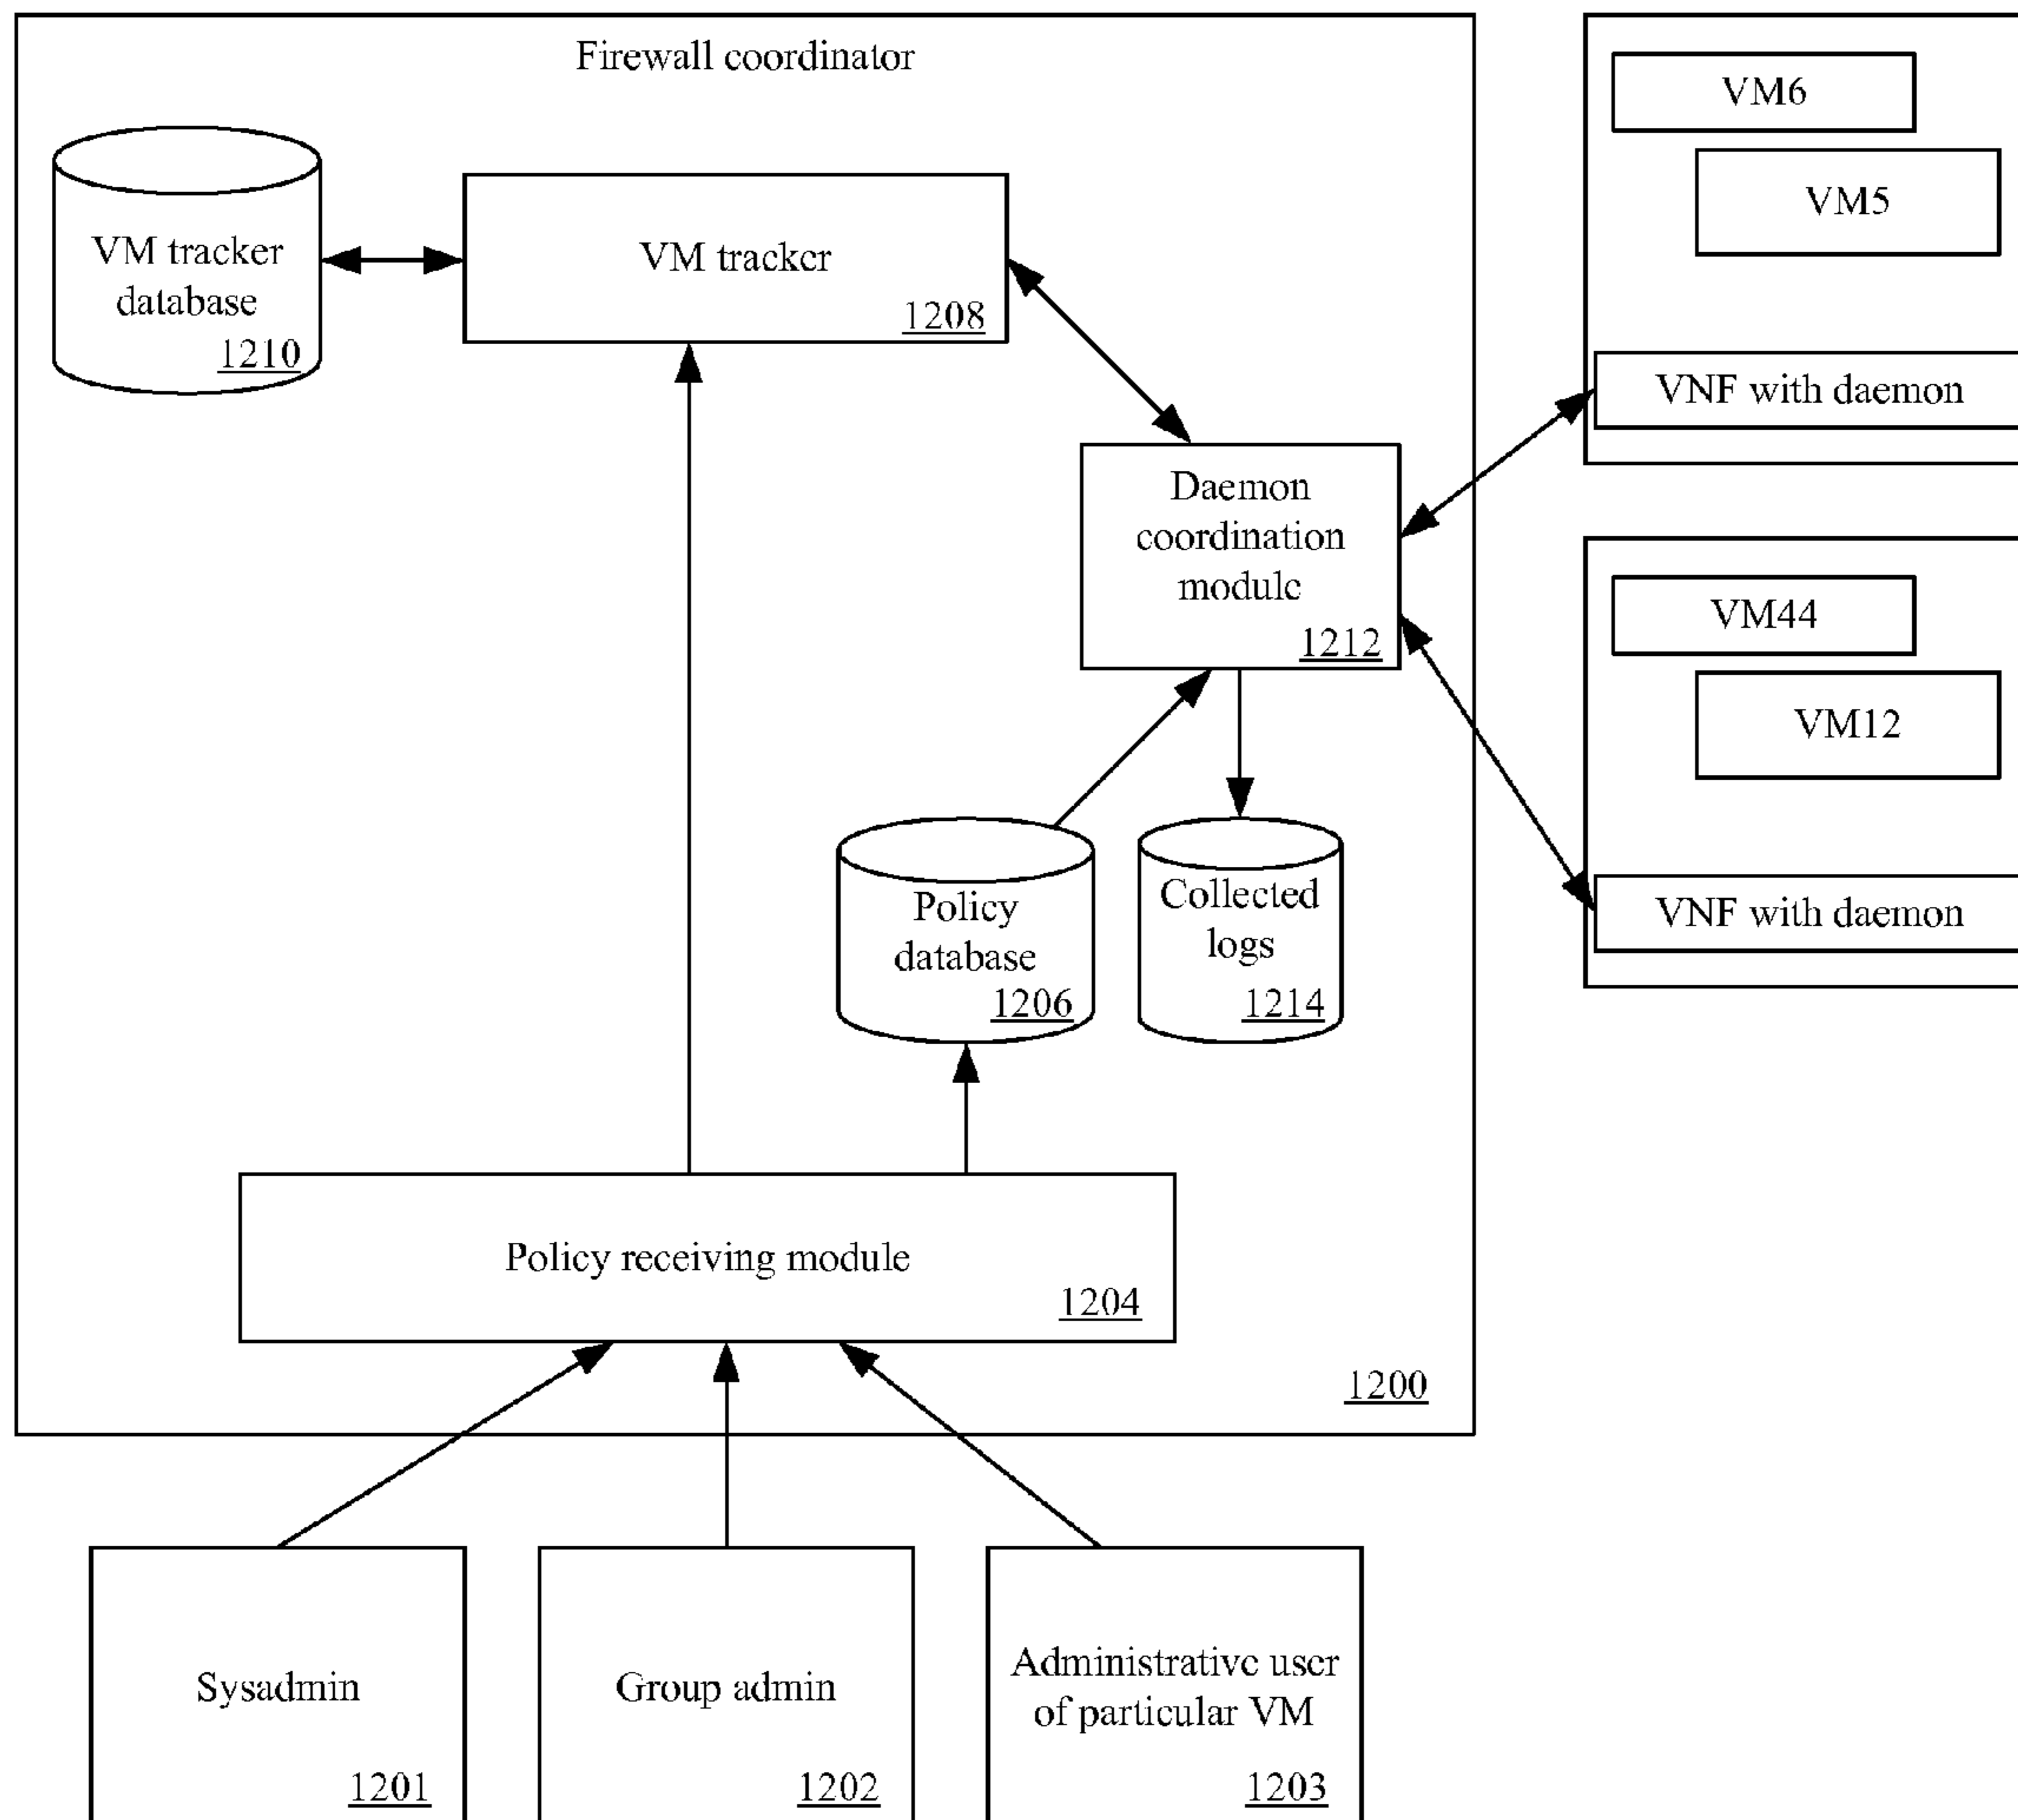 Firewall coordinator
VM tracker
database
1210
VM tracker
1208
Daemon
coordination
module
1212
Policy
database
1206
Collected
logs
1214
Policy receiving module
1204
1200
Sysadmin
1201
Group admin
1202
Administrative user
of particular VM
1203
VM6
VM5
VNF with daemon
VM44
VM12
VNF with daemon